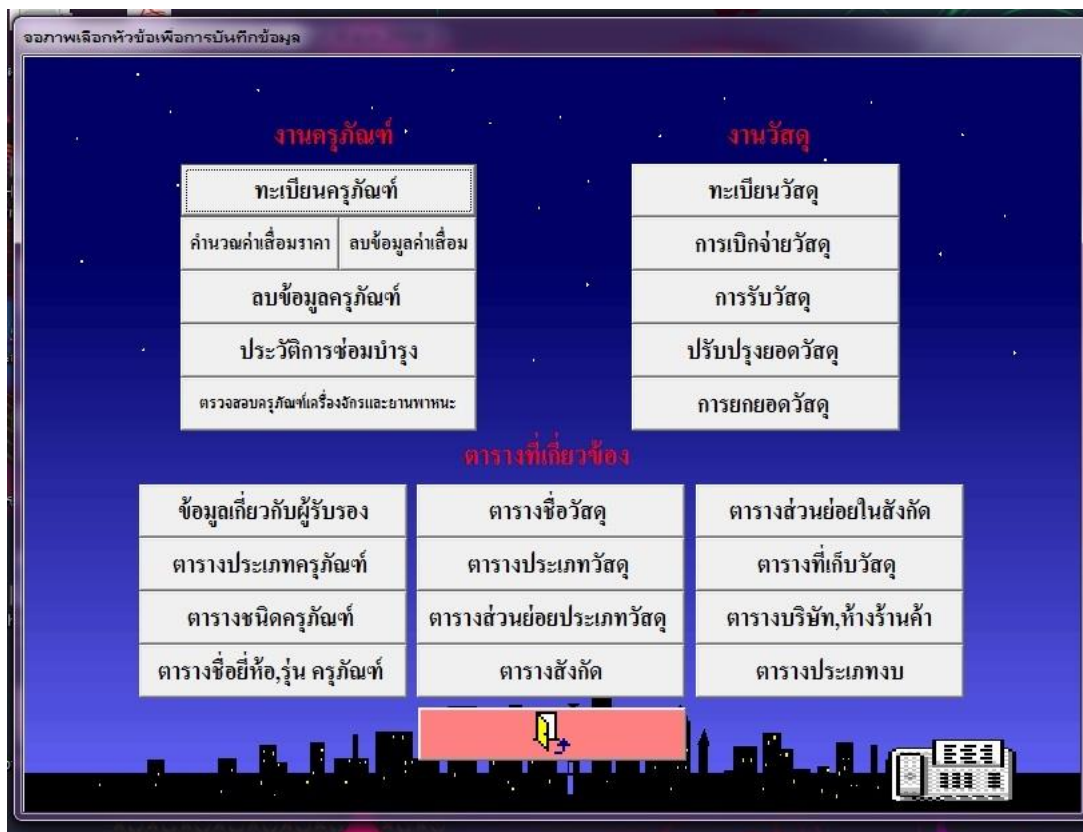 จอภาพเลือกหัวข้อเพื่อการบันทึกข้อมูล
งานครุภัณฑ์
งานวัสดุ
ทะเบียนครุภัณฑ์
ทะเบียนวัสดุ
คำนวณค่าเสื่อมราคา ลบข้อมูลค่าเสื่อม
การเบิกจ่ายวัสดุ
ลบข้อมูลครุภัณฑ์
การรับวัสดุ
ประวัติการซ่อมบำรุง
ปรับปรุงยอดวัสดุ
ตรวจสอบครุภัณฑ์เครื่องจักรและยานพาหนะ
การยกยอดวัสดุ
ตารางที่เกี่ยวข้อง
ข้อมูลเกี่ยวกับผู้รับรอง
ตารางชื่อวัสดุ
ตารางส่วนย่อยในสังกัด
ตารางประเภทครุภัณฑ์
ตารางประเภทวัสดุ
ตารางที่เก็บวัสดุ
ตารางชนิดครุภัณฑ์
ตารางส่วนย่อยประเภทวัสดุ
ตารางบริษัท,ห้างร้านค้า
ตารางชื่อยี่ห้อ,รุ่น ครุภัณฑ์
ตารางสังกัด
ตารางประเภทงบ